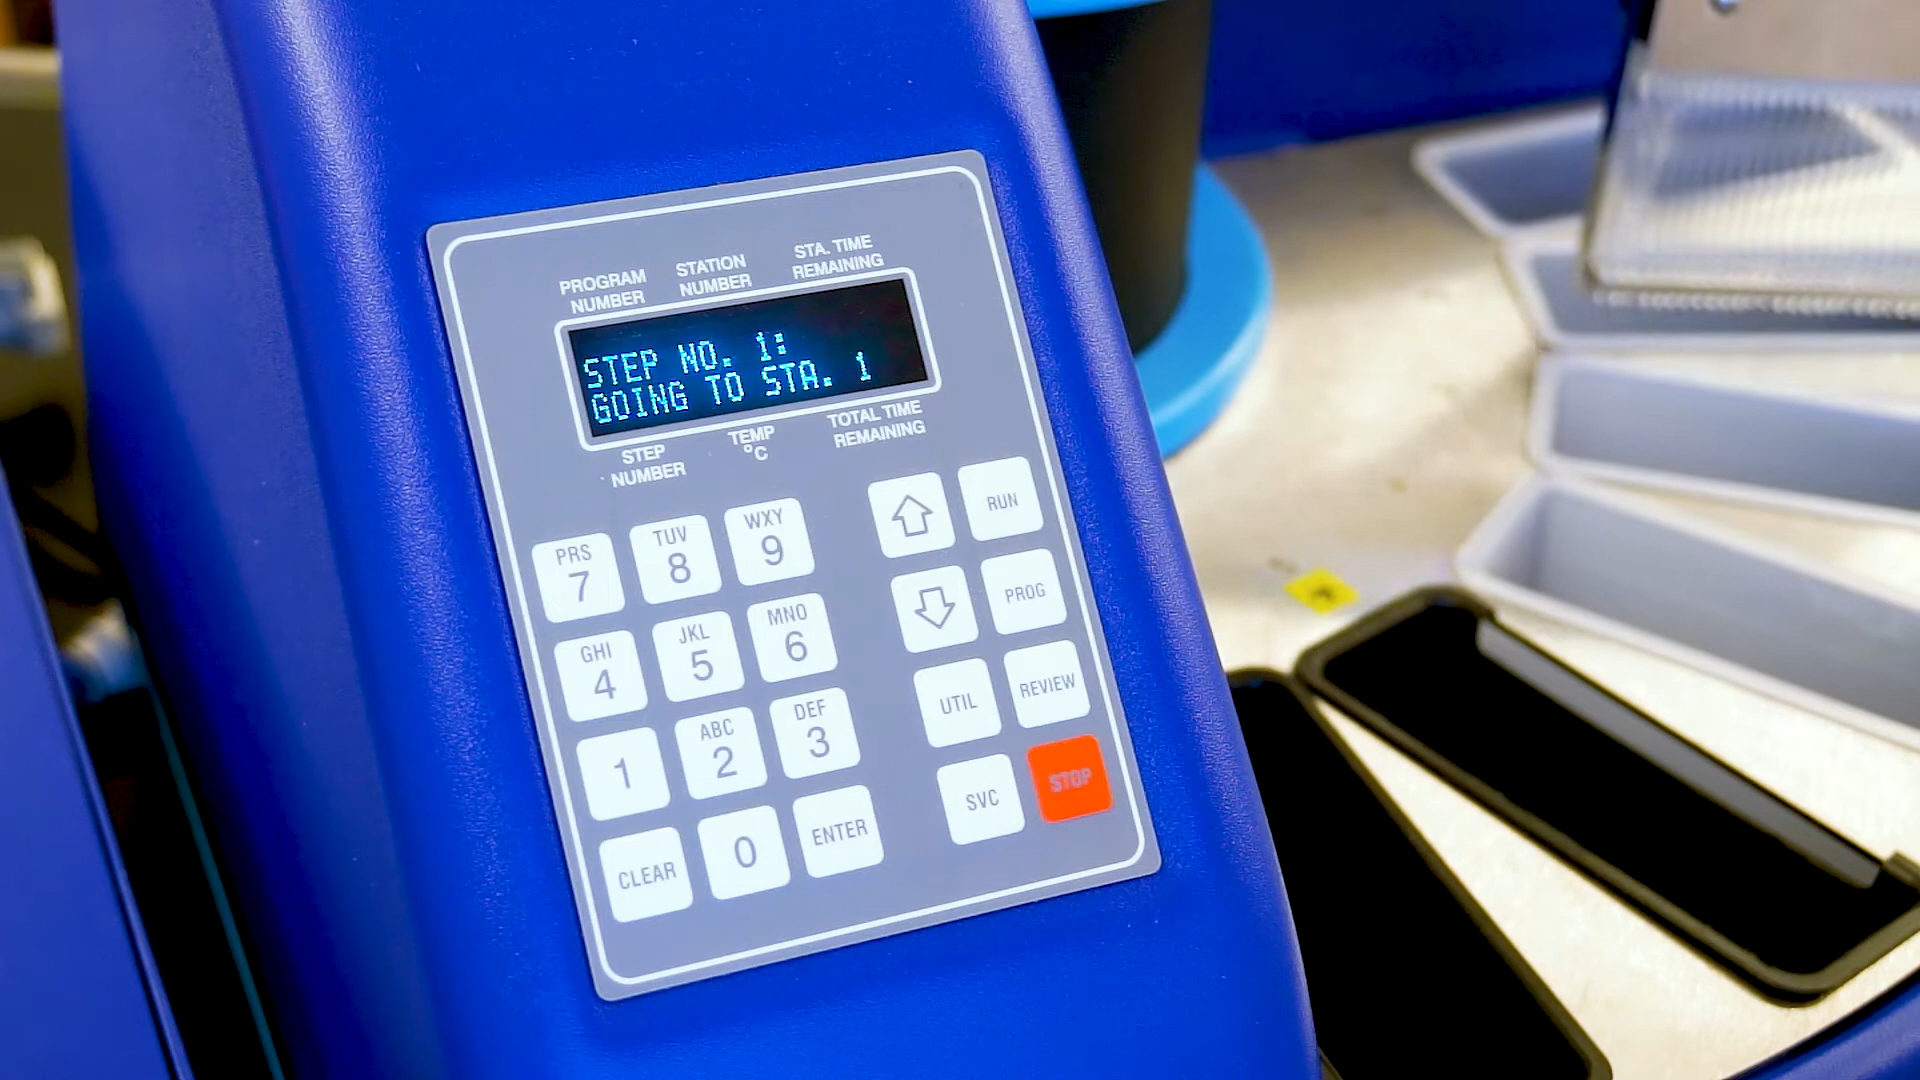 PROGRAM NUMBER
STATION NUMBER
STA. TIME REMAINING
STEP NO. 1:
GOING TO STA. 1
STEP NUMBER
TEMP °C
TOTAL TIME REMAINING
PRS 7
TUV 8
WXY 9
RUN
GHI 4
JKL 5
MNO 6
PROG
1
ABC 2
DEF 3
UTIL
REVIEW
CLEAR
0
ENTER
SVC
STOP